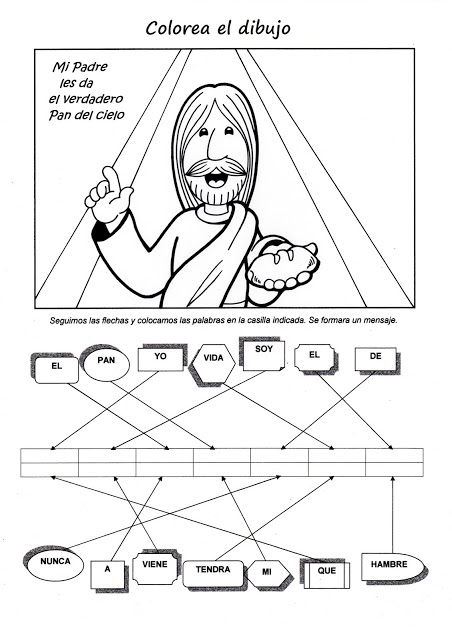 Colorea el dibujo
Mi Padre
les da
el verdadero
Pan del cielo
Seguimos las flechas y colocamos las palabras en la casilla indicada. Se formara un mensaje.
EL PAN YO VIDA SOY EL DE
NUNCA A VIENE TENDRA MI QUE HAMBRE